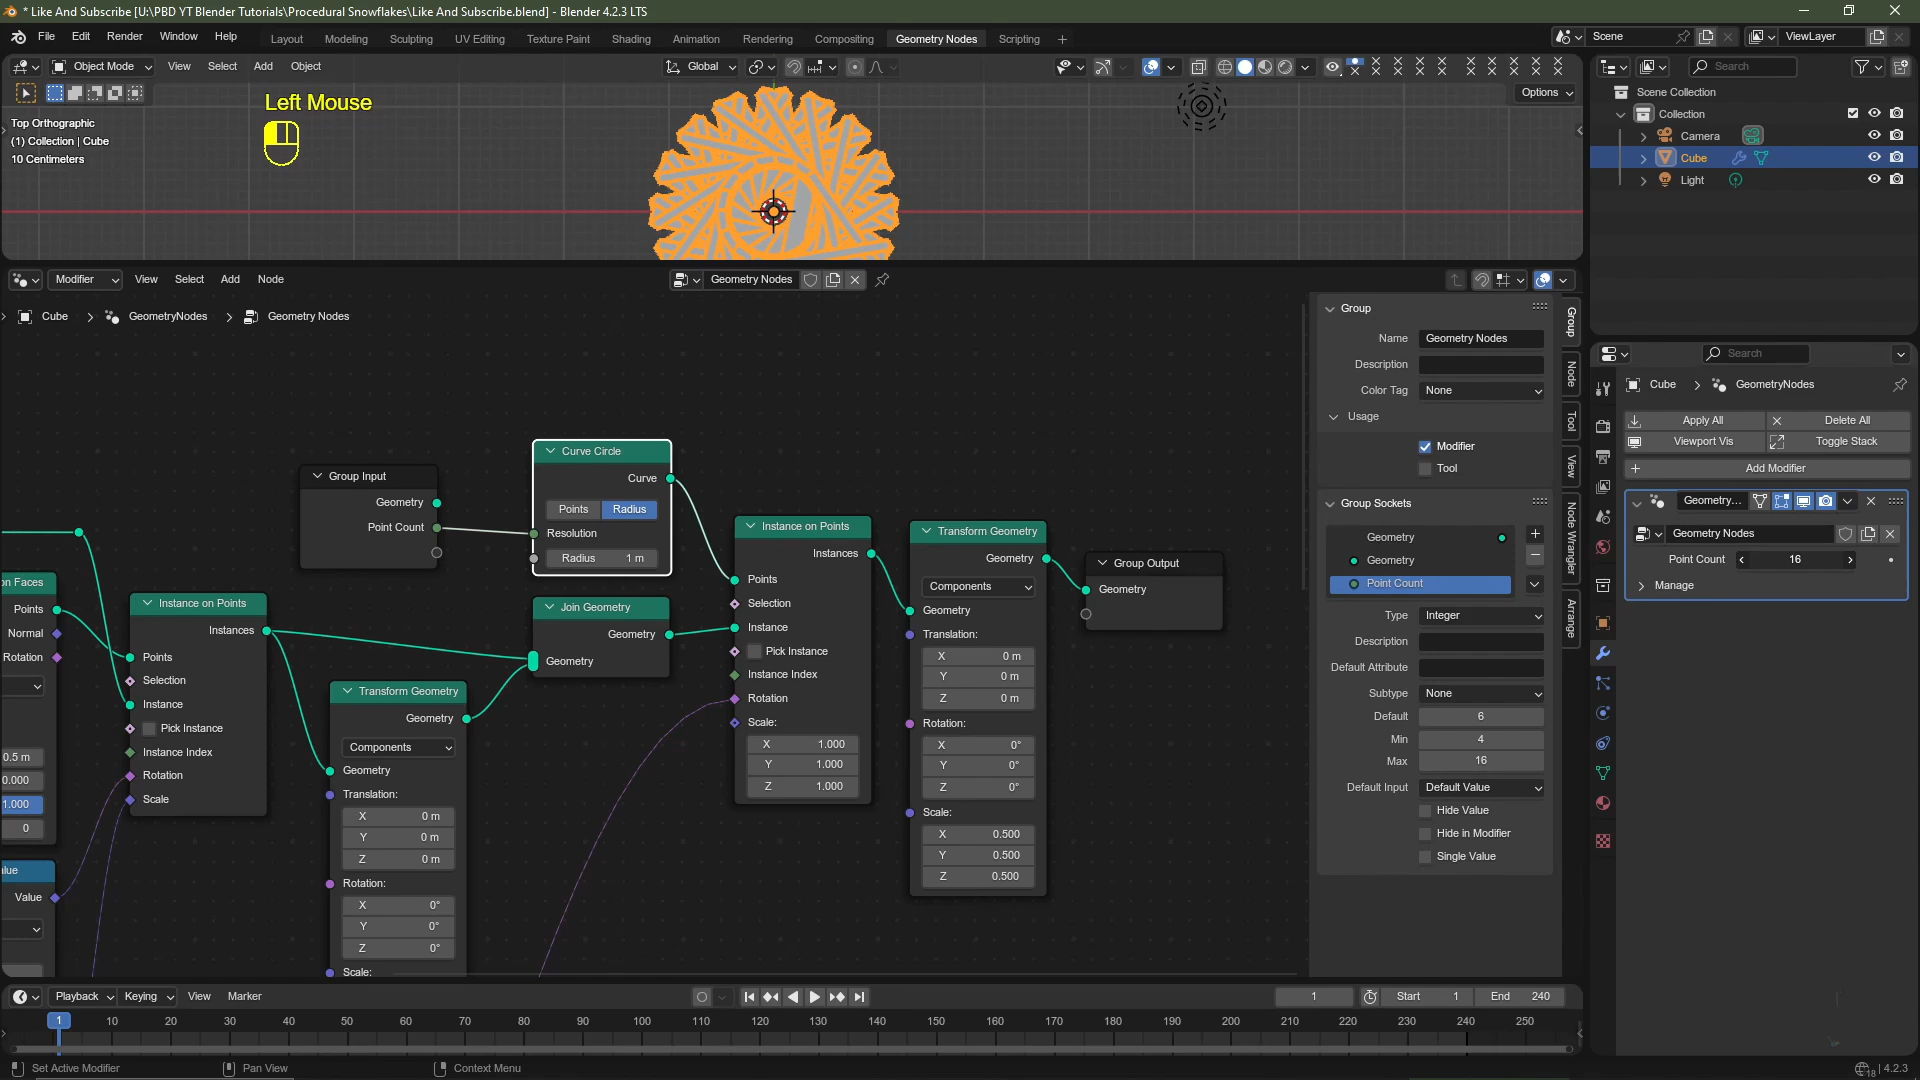 * Like And Subscribe [U:\PBD YT Blender Tutorials\Procedural Snowflakes\Like And Subscribe.blend] - Blender 4.2.3 LTS
File Edit Render Window Help Layout Modeling Sculpting UV Editing Texture Paint Shading Animation Rendering Compositing Geometry Nodes Scripting + Scene ViewLayer
Object Mode View Select Add Object Global Search
Options
Left Mouse
Top Orthographic
(1) Collection | Cube
10 Centimeters
Scene Collection
Collection
Camera
Cube
Light
Modifier View Select Add Node Geometry Nodes
Cube > GeometryNodes > Geometry Nodes
on Faces
Points
Normal
Rotation
0.5 m
0.000
1.000
0
alue
Value
Instance on Points
Instances
Points
Selection
Instance
Pick Instance
Instance Index
Rotation
Scale
Group Input
Geometry
Point Count
Transform Geometry
Geometry
Components
Geometry
Translation:
X 0 m
Y 0 m
Z 0 m
Rotation:
X 0°
Y 0°
Z 0°
Scale:
Curve Circle
Curve
Points Radius
Resolution
Radius 1 m
Join Geometry
Geometry
Geometry
Instance on Points
Instances
Points
Selection
Instance
Pick Instance
Instance Index
Rotation
Scale:
X 1.000
Y 1.000
Z 1.000
Transform Geometry
Geometry
Components
Geometry
Translation:
X 0 m
Y 0 m
Z 0 m
Rotation:
X 0°
Y 0°
Z 0°
Scale:
X 0.500
Y 0.500
Z 0.500
Group Output
Geometry
Group
Name Geometry Nodes
Description
Color Tag None
Usage
Modifier
Tool
Group Sockets
Geometry
Geometry
Point Count
Type Integer
Description
Default Attribute
Subtype None
Default 6
Min 4
Max 16
Default Input Default Value
Hide Value
Hide in Modifier
Single Value
Group
Node
Tool
View
Node Wrangler
Arrange
Search
Cube > GeometryNodes
Apply All Delete All
Viewport Vis Toggle Stack
Add Modifier
Geometry...
Geometry Nodes
Point Count 16
Manage
Playback Keying View Marker 1 Start 1 End 240
1 10 20 30 40 50 60 70 80 90 100 110 120 130 140 150 160 170 180 190 200 210 220 230 240 250
Set Active Modifier Pan View Context Menu 18 | 4.2.3